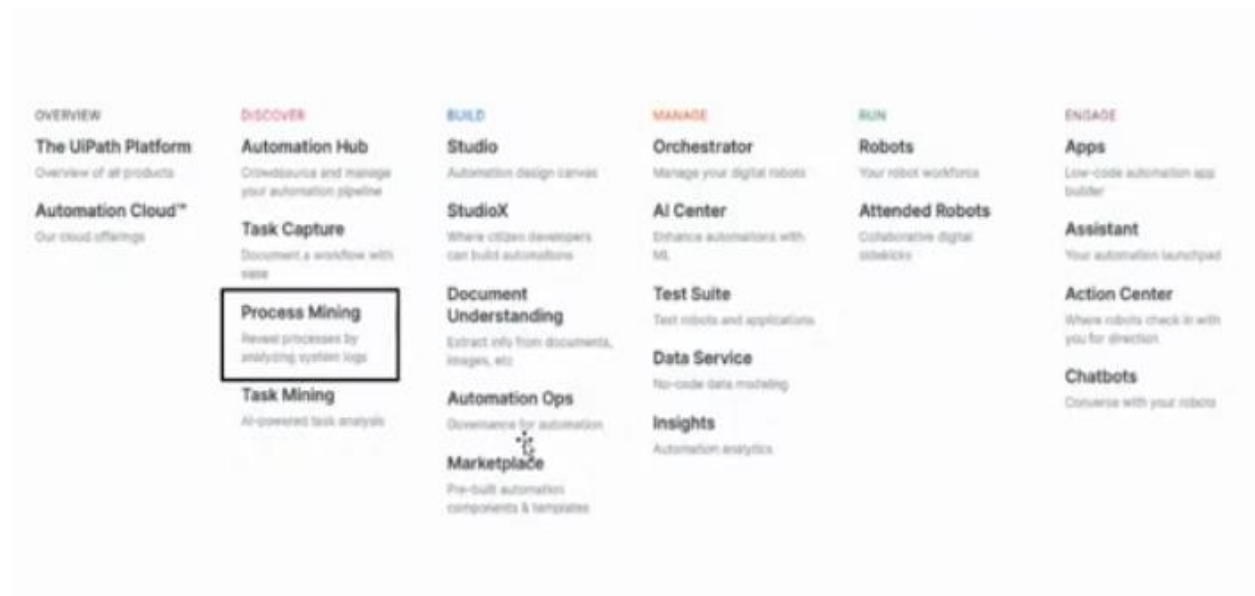 OVERVIEW
The UiPath Platform
Overview of all products
Automation Cloud™
Our cloud offerings
DISCOVER
Automation Hub
Crowdsource and manage
your automation pipeline
Task Capture
Document a workflow with
ease
Process Mining
Reveal processes by
analyzing system logs
Task Mining
AI-powered task analysis
BUILD
Studio
Automation design canvas
StudioX
Where citizen developers
can build automations
Document
Understanding
Extract info from documents,
images, etc
Automation Ops
Governance for automation
Marketplace
Pre-built automation
components & templates
MANAGE
Orchestrator
Manage your digital robots
AI Center
Enhance automations with
ML
Test Suite
Test robots and applications
Data Service
No-code data modeling
Insights
Automation analytics
RUN
Robots
Your robot workforce
Attended Robots
Collaborative digital
sidekicks
ENGAGE
Apps
Low-code automation app
builder
Assistant
Your automation launchpad
Action Center
Where robots check in with
you for direction
Chatbots
Converse with your robots